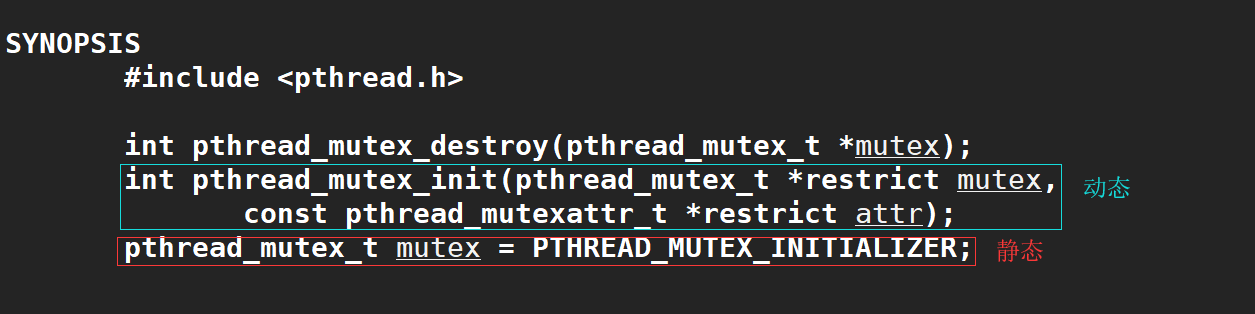 SYNOPSIS
#include <pthread.h>
int pthread_mutex_destroy(pthread_mutex_t *mutex);
int pthread_mutex_init(pthread_mutex_t *restrict mutex,
const pthread_mutexattr_t *restrict attr);
动态
pthread_mutex_t mutex = PTHREAD_MUTEX_INITIALIZER;
静态